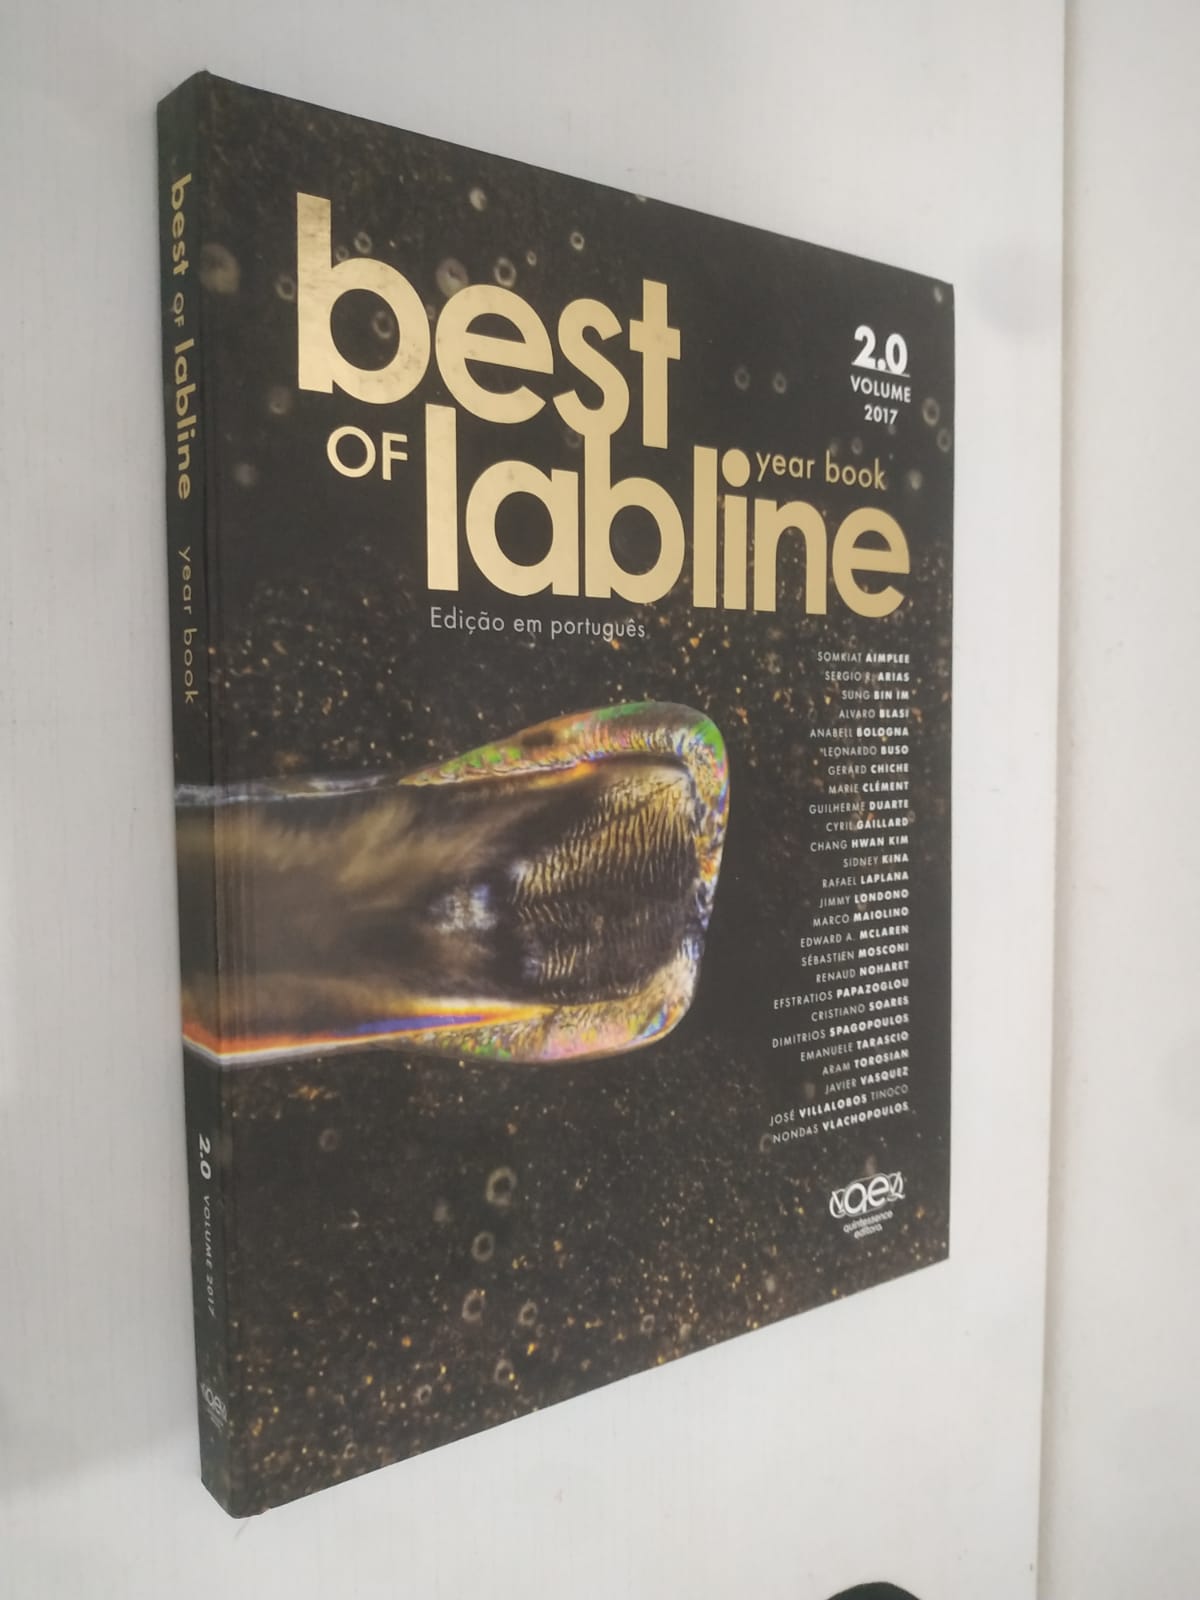 best
OF labline
year book
Edição em português
2.0
VOLUME
2017
SOMKIAT AIMPLEE
SERGIO R. ARIAS
SUNG BIN IM
ALVARO BLASI
ANABELL BOLOGNA
LEONARDO BUSO
GERARD CHICHE
MARIE CLÉMENT
GUILHERME DUARTE
CYRIL GAILLARD
CHANG HWAN KIM
SIDNEY KINA
RAFAEL LAPLANA
JIMMY LONDONO
MARCO MAIOLINO
EDWARD A. MCLAREN
SÉBASTIEN MOSCONI
RENAUD NOHARET
EFSTRATIOS PAPAZOGLOU
CRISTIANO SOARES
DIMITRIOS SPAGOPOULOS
EMANUELE TARASCIO
ARAM TOROSIAN
JAVIER VASQUEZ
JOSÉ VILLALOBOS TINOCO
NONDAS VLACHOPOULOS
quintessence
editora
best OF labline year book 2.0 VOLUME 2017